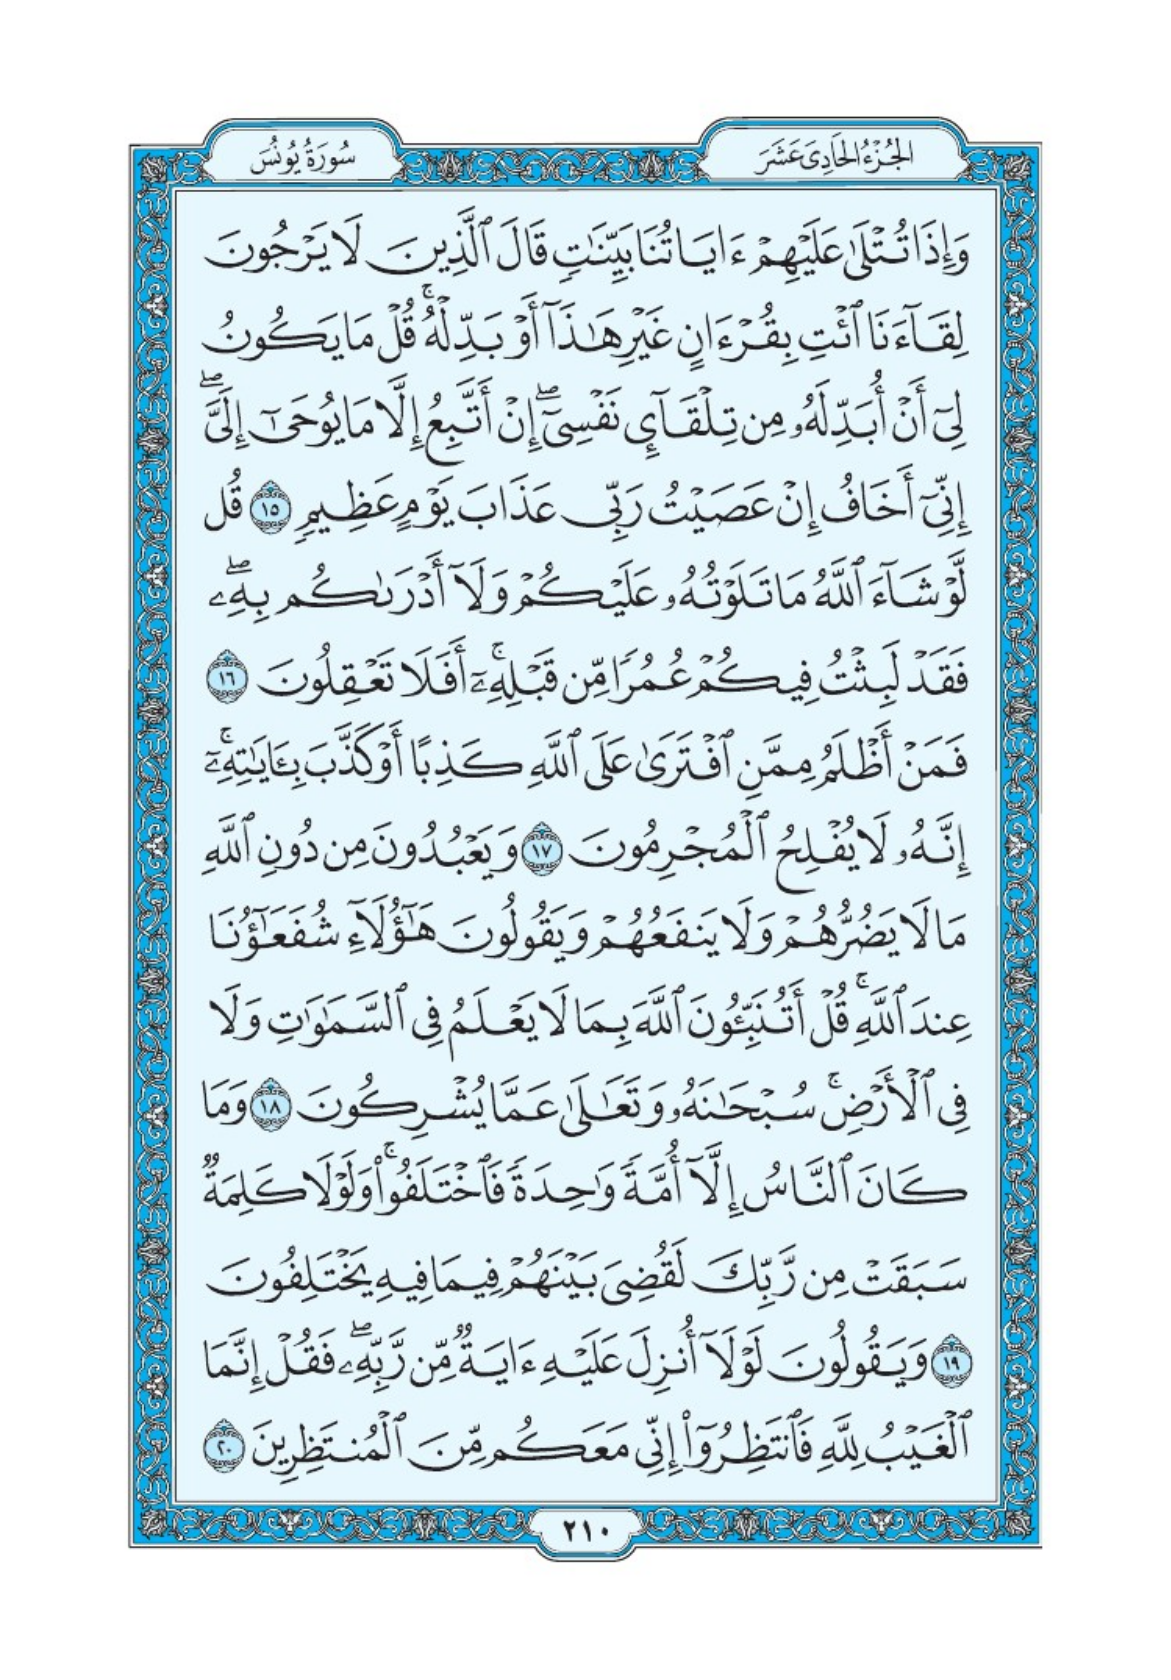 الجُزْءُ الحَادِيَ عَشَرَ
سُورَةُ يُونُسَ
وَإِذَا تُتْلَىٰ عَلَيْهِمْ ءَايَاتُنَا بَيِّنَٰتٍ قَالَ ٱلَّذِينَ لَا يَرْجُونَ
لِقَآءَنَا ٱئْتِ بِقُرْءَانٍ غَيْرِ هَٰذَآ أَوْ بَدِّلْهُۚ قُلْ مَا يَكُونُ
لِىٓ أَنْ أُبَدِّلَهُۥ مِن تِلْقَآئِ نَفْسِىٓۖ إِنْ أَتَّبِعُ إِلَّا مَا يُوحَىٰٓ إِلَىَّۖ
إِنِّىٓ أَخَافُ إِنْ عَصَيْتُ رَبِّى عَذَابَ يَوْمٍ عَظِيمٍ ١٥ قُل
لَّوْ شَآءَ ٱللَّهُ مَا تَلَوْتُهُۥ عَلَيْكُمْ وَلَآ أَدْرَىٰكُم بِهِۦۖ
فَقَدْ لَبِثْتُ فِيكُمْ عُمُرًا مِّن قَبْلِهِۦٓۚ أَفَلَا تَعْقِلُونَ ١٦
فَمَنْ أَظْلَمُ مِمَّنِ ٱفْتَرَىٰ عَلَى ٱللَّهِ كَذِبًا أَوْ كَذَّبَ بِـَٔايَٰتِهِۦٓۚ
إِنَّهُۥ لَا يُفْلِحُ ٱلْمُجْرِمُونَ ١٧ وَيَعْبُدُونَ مِن دُونِ ٱللَّهِ
مَا لَا يَضُرُّهُمْ وَلَا يَنفَعُهُمْ وَيَقُولُونَ هَٰٓؤُلَآءِ شُفَعَٰٓؤُنَا
عِندَ ٱللَّهِۚ قُلْ أَتُنَبِّـُٔونَ ٱللَّهَ بِمَا لَا يَعْلَمُ فِى ٱلسَّمَٰوَٰتِ وَلَا
فِى ٱلْأَرْضِۚ سُبْحَٰنَهُۥ وَتَعَٰلَىٰ عَمَّا يُشْرِكُونَ ١٨ وَمَا
كَانَ ٱلنَّاسُ إِلَّآ أُمَّةً وَٰحِدَةً فَٱخْتَلَفُوا۟ۚ وَلَوْلَا كَلِمَةٌ
سَبَقَتْ مِن رَّبِّكَ لَقُضِىَ بَيْنَهُمْ فِيمَا فِيهِ يَخْتَلِفُونَ
١٩ وَيَقُولُونَ لَوْلَآ أُنزِلَ عَلَيْهِ ءَايَةٌ مِّن رَّبِّهِۦۖ فَقُلْ إِنَّمَا
ٱلْغَيْبُ لِلَّهِ فَٱنتَظِرُوٓا۟ إِنِّى مَعَكُم مِّنَ ٱلْمُنتَظِرِينَ ٢٠
٢١٠